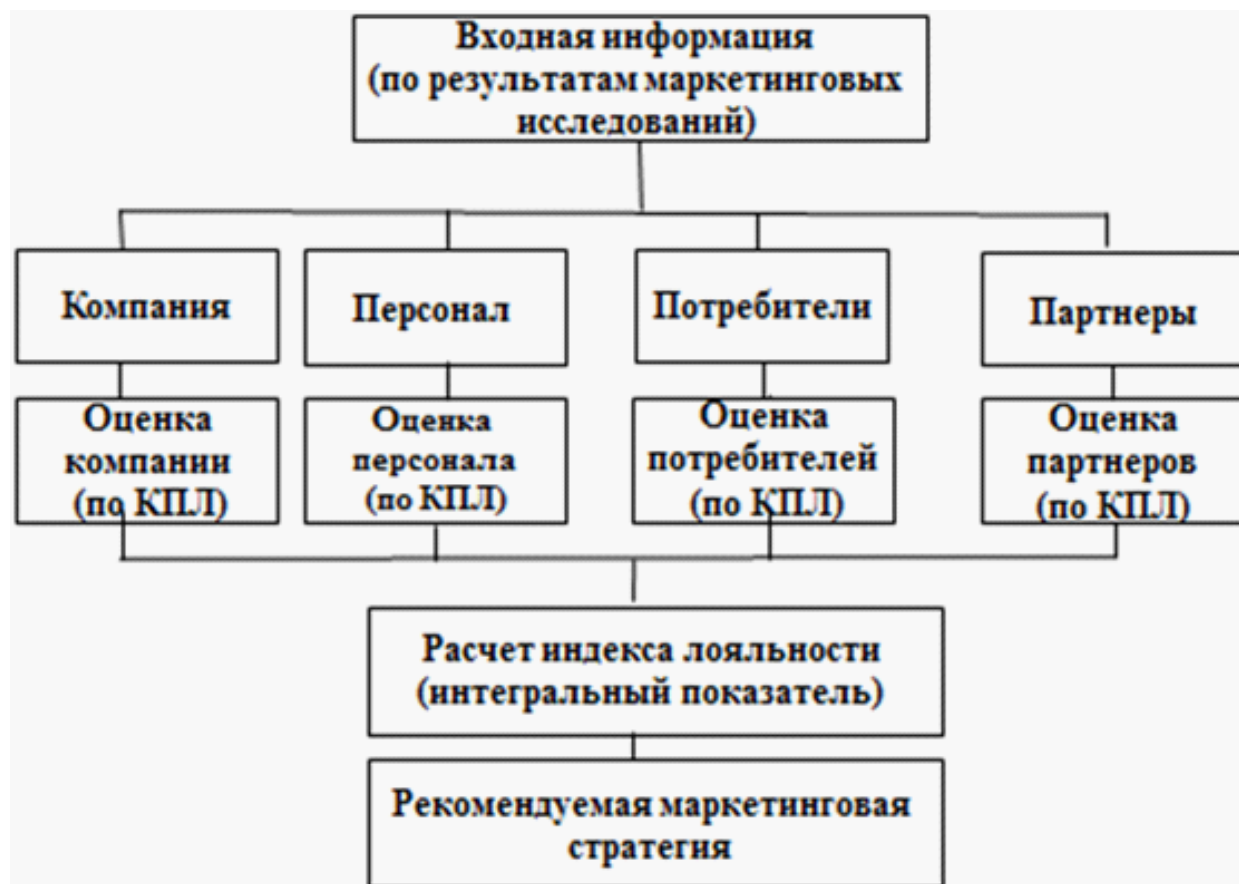 Входная информация
(по результатам маркетинговых
исследований)
Компания
Персонал
Потребители
Партнеры
Оценка
компании
(по КПЛ)
Оценка
персонала
(по КПЛ)
Оценка
потребителей
(по КПЛ)
Оценка
партнеров
(по КПЛ)
Расчет индекса лояльности
(интегральный показатель)
Рекомендуемая маркетинговая
стратегия